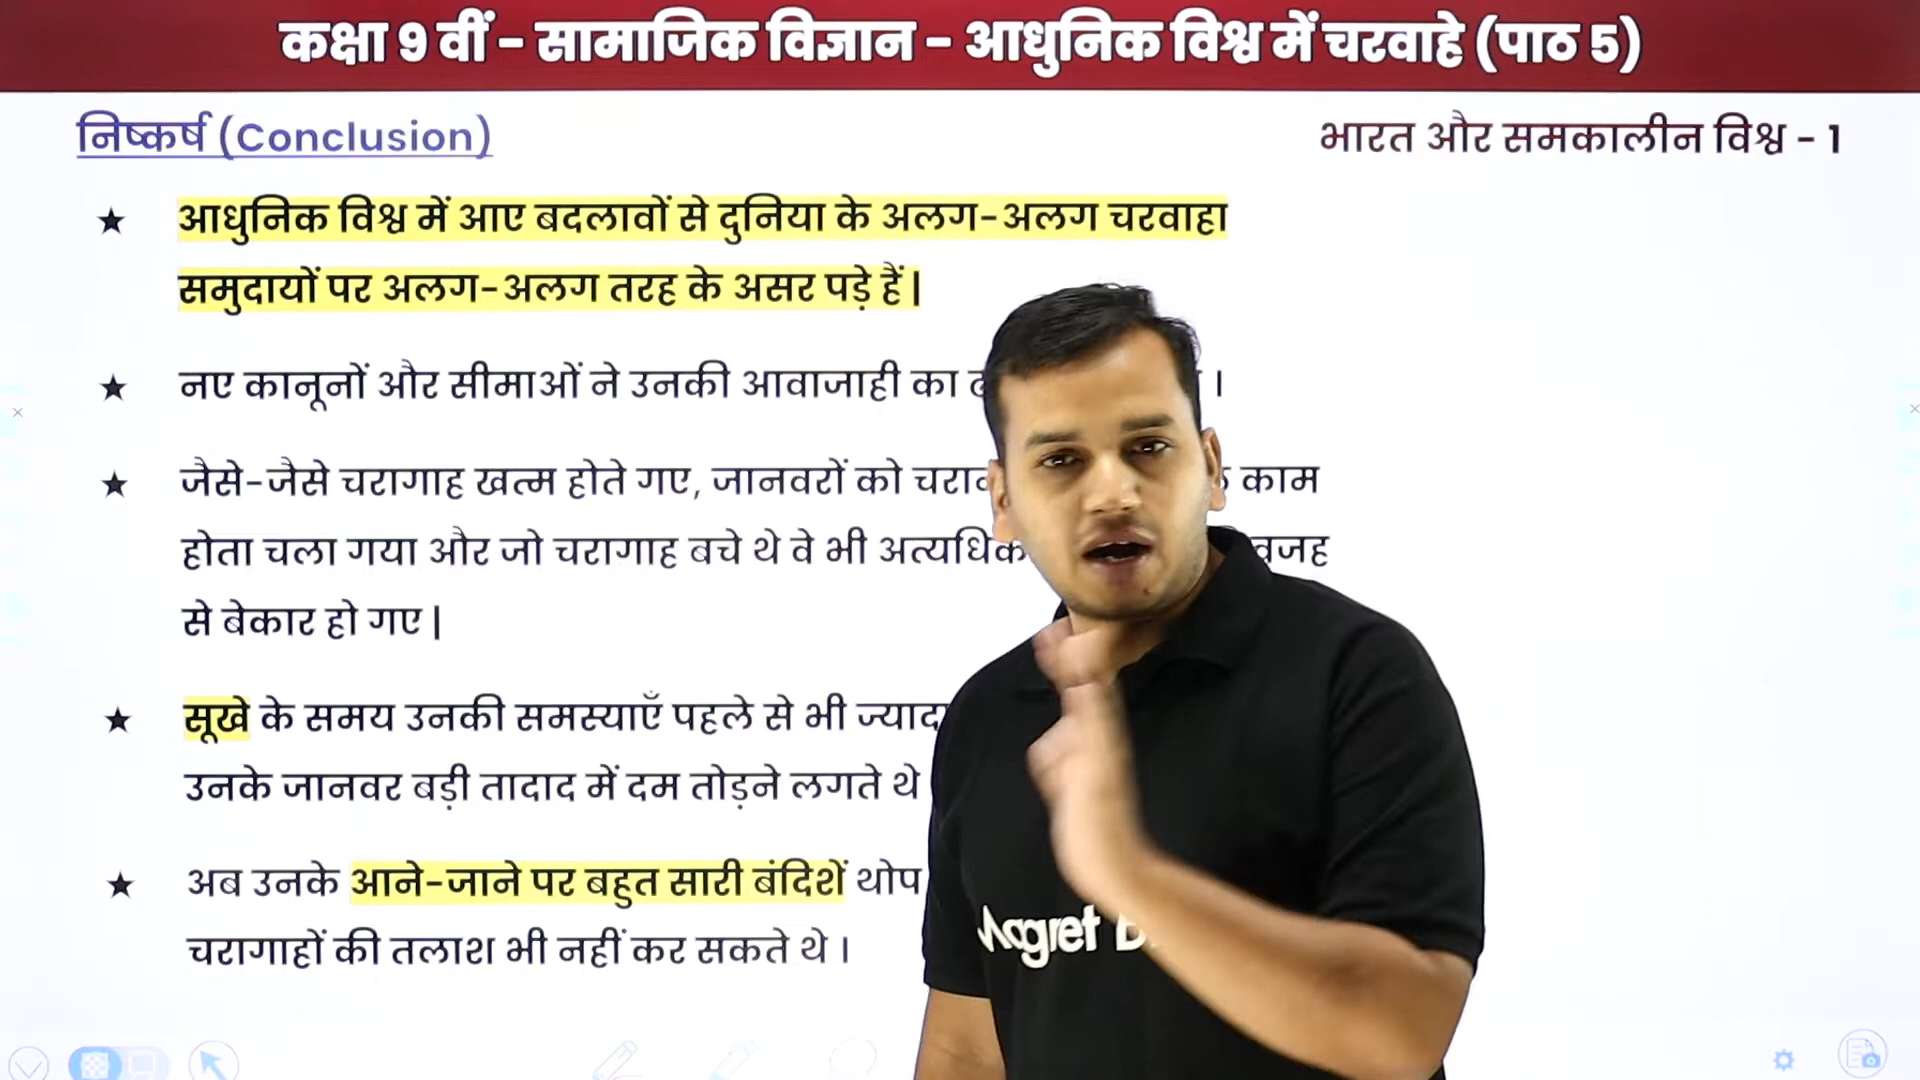 कक्षा 9 वीं - सामाजिक विज्ञान - आधुनिक विश्व में चरवाहे (पाठ 5)
निष्कर्ष (Conclusion)
भारत और समकालीन विश्व - 1
★ आधुनिक विश्व में आए बदलावों से दुनिया के अलग-अलग चरवाहा
समुदायों पर अलग-अलग तरह के असर पड़े हैं |
★ नए कानूनों और सीमाओं ने उनकी आवाजाही का ।
★ जैसे-जैसे चरागाह खत्म होते गए, जानवरों को काम
होता चला गया और जो चरागाह बचे थे वे भी अत्यधिक वजह
से बेकार हो गए |
★ सूखे के समय उनकी समस्याएँ पहले से भी
उनके जानवर बड़ी तादाद में दम तोड़ने लगते थे
★ अब उनके आने-जाने पर बहुत सारी बंदिशें थोप
चरागाहों की तलाश भी नहीं कर सकते थे ।
Magret